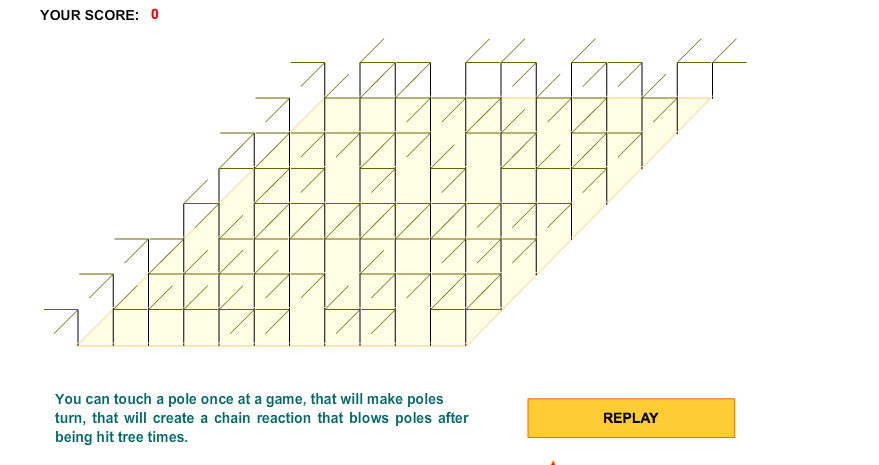 YOUR SCORE: 0
You can touch a pole once at a game, that will make poles
turn, that will create a chain reaction that blows poles after
being hit tree times.
REPLAY